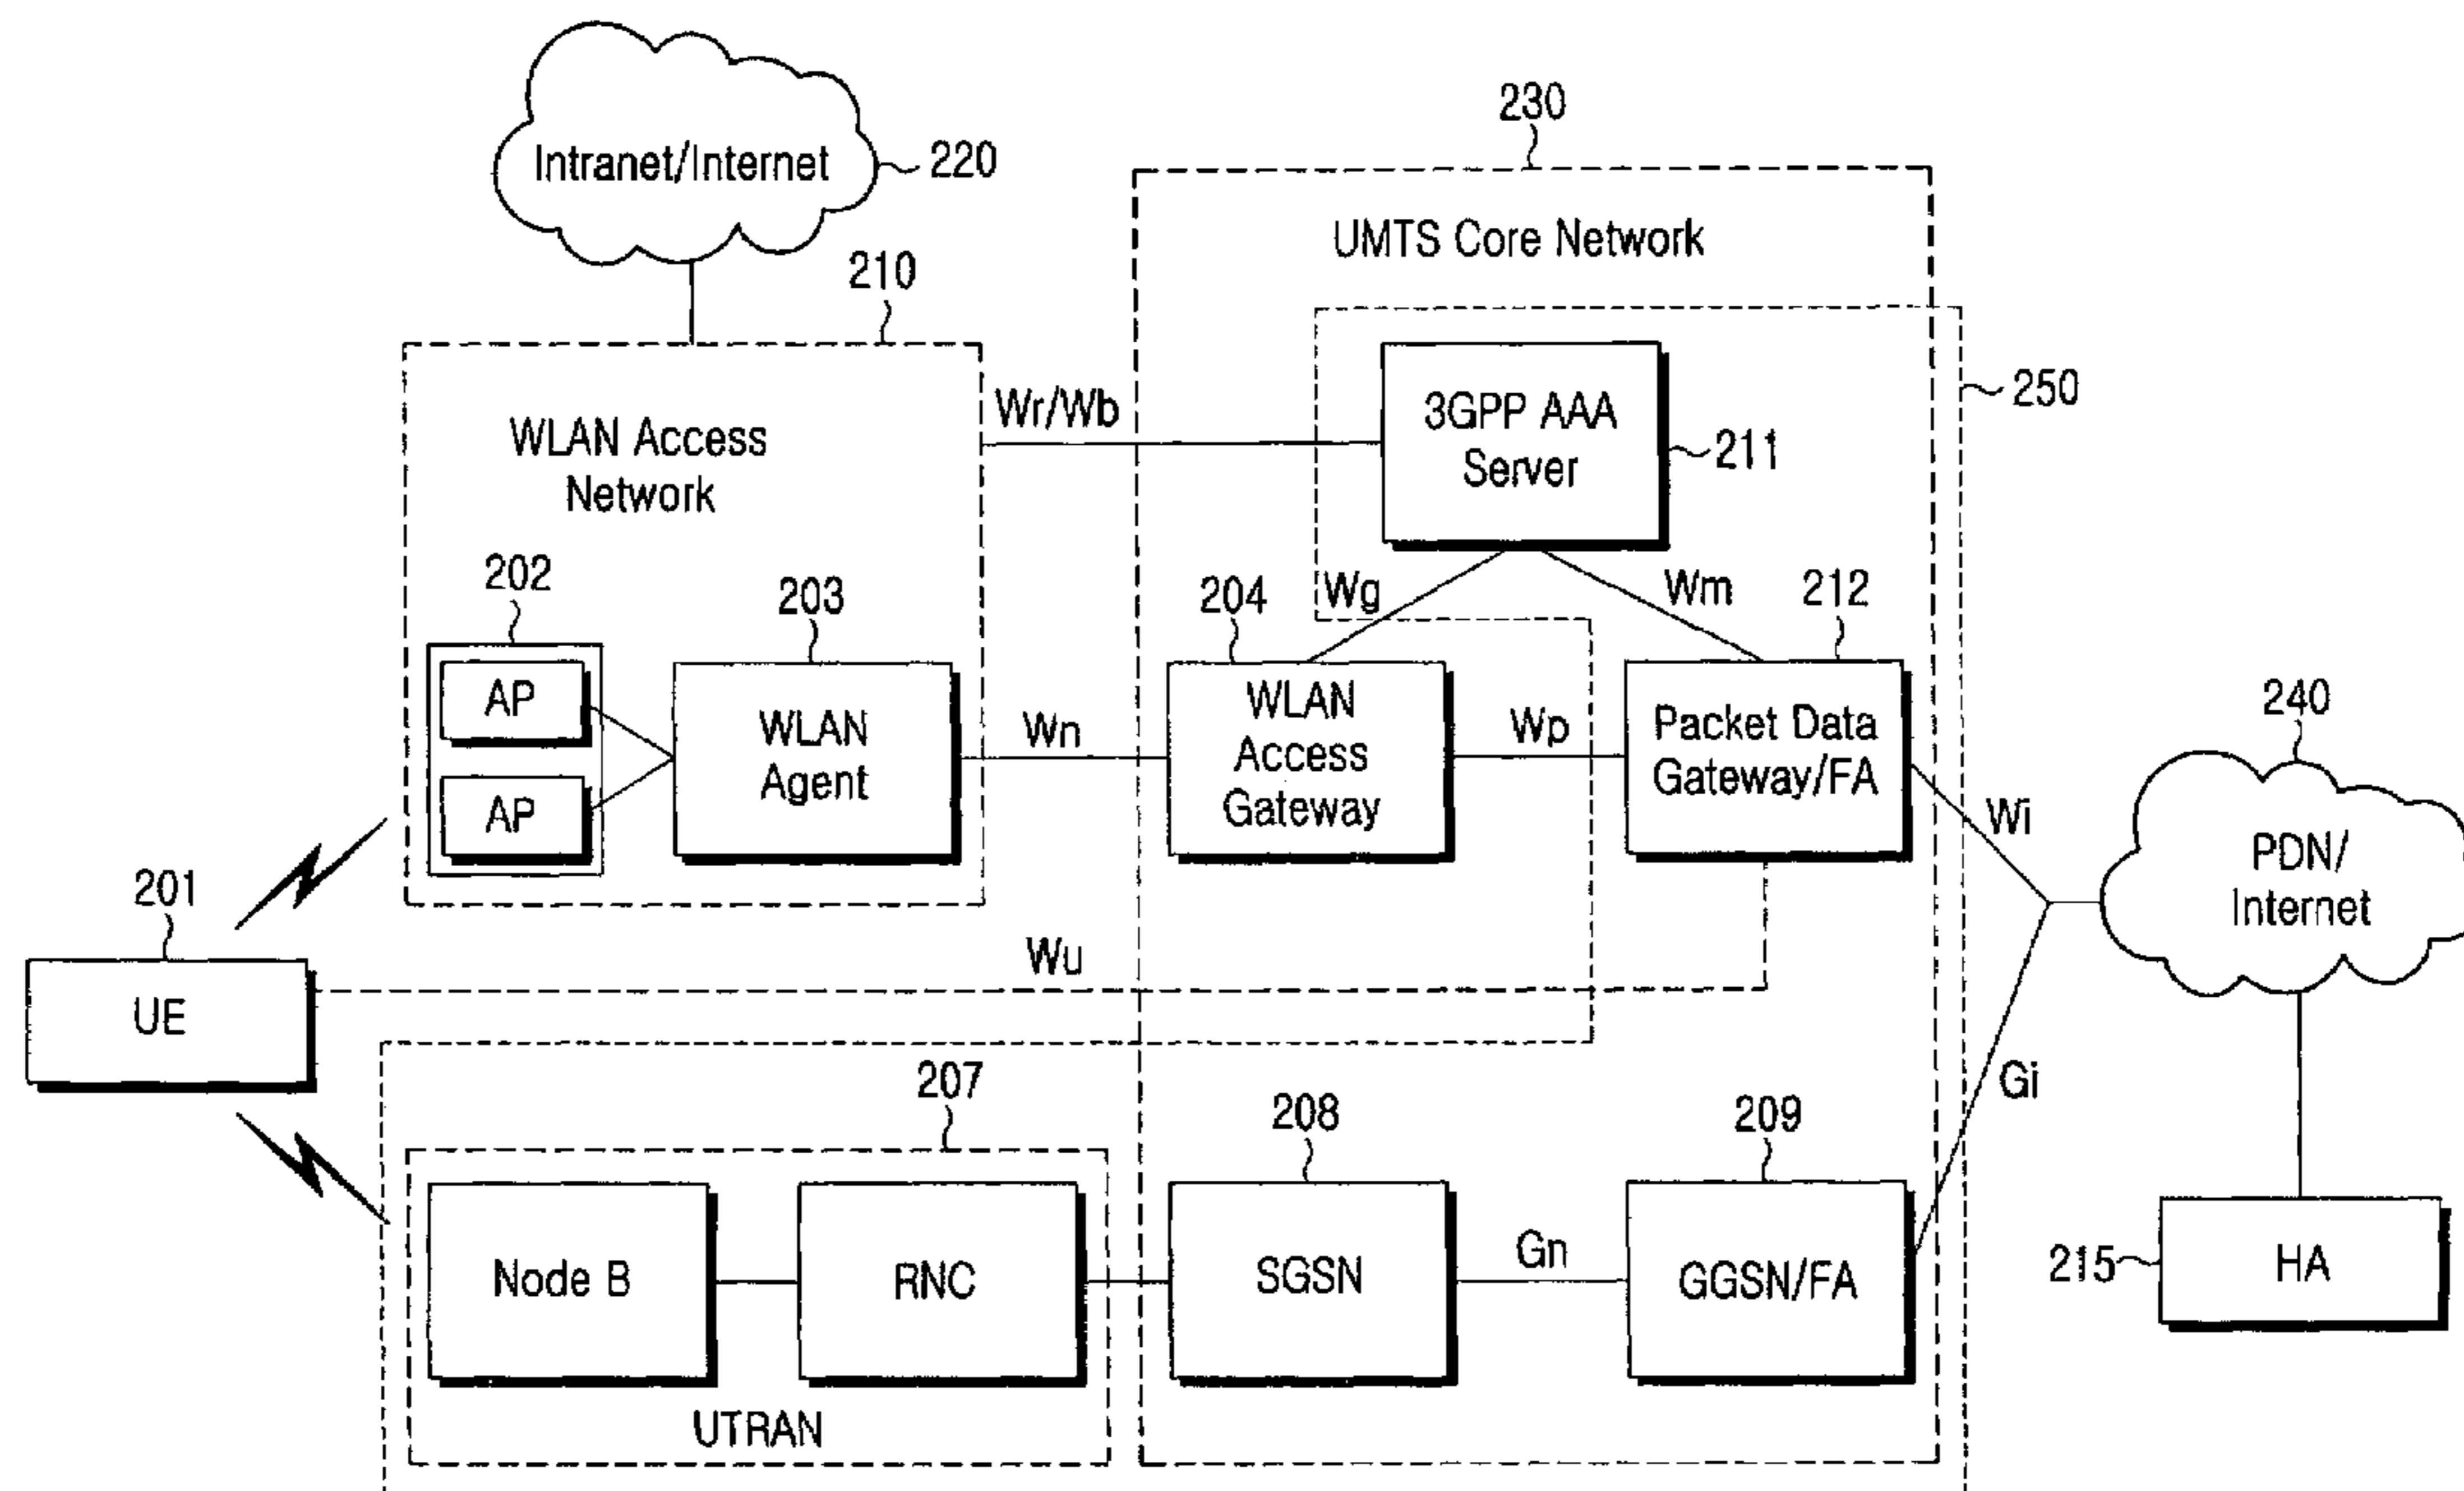 230
Intranet/Internet
220
UMTS Core Network
210
250
WLAN Access
Network
Wr/Wb
3GPP AAA
Server
211
202
203
204
Wg
Wm
212
AP
AP
WLAN
Agent
Wn
WLAN
Access
Gateway
Wp
Packet Data
Gateway/FA
240
Wi
PDN/
Internet
201
UE
Wu
207
208
209
Gi
Node B
RNC
SGSN
Gn
GGSN/FA
215
HA
UTRAN